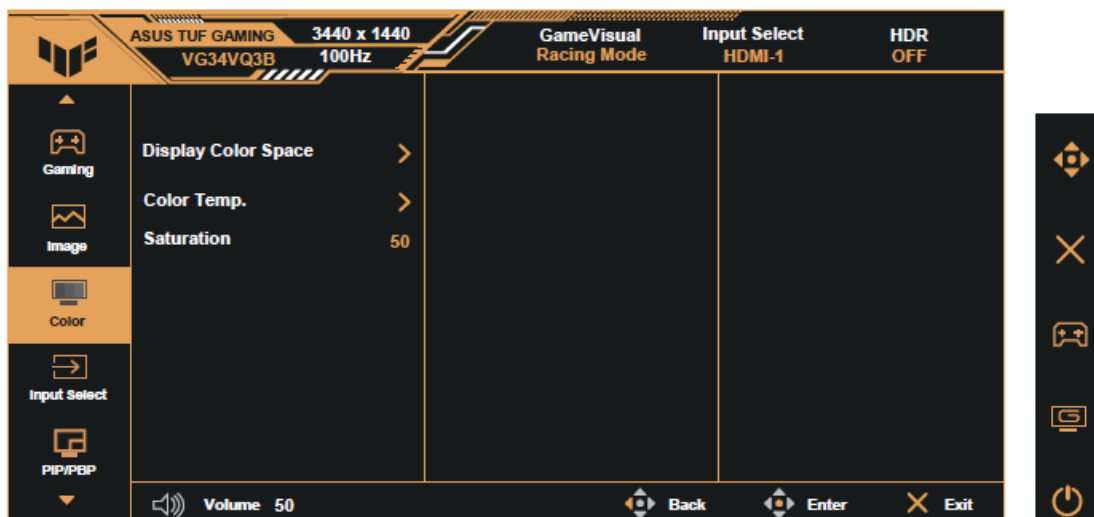 ASUS TUF GAMING 3440 x 1440 GameVisual Input Select HDR
VG34VQ3B 100Hz Racing Mode HDMI-1 OFF
Gaming
Display Color Space
Color Temp.
Image
Saturation 50
Color
Input Select
PIP/PBP
Volume 50 Back Enter Exit